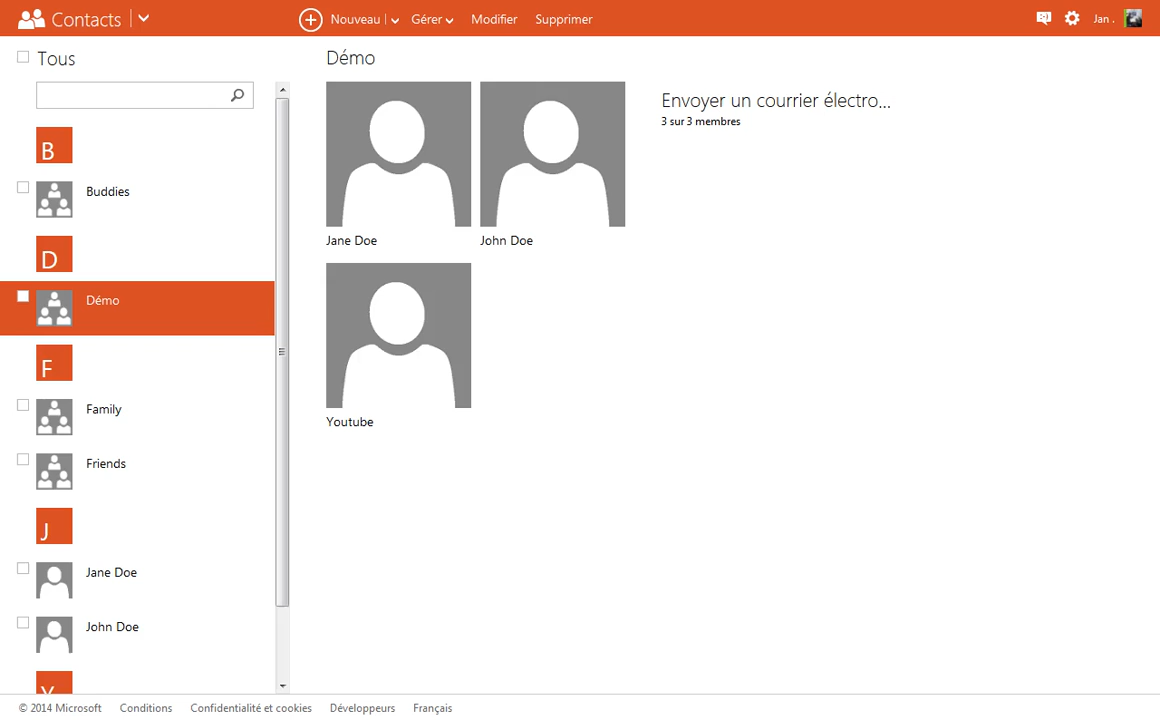 Contacts
Nouveau
Gérer
Modifier
Supprimer
Jan .
Tous
B
Buddies
D
Démo
F
Family
Friends
J
Jane Doe
John Doe
Y
Démo
Jane Doe
John Doe
Youtube
Envoyer un courrier électro...
3 sur 3 membres
© 2014 Microsoft
Conditions
Confidentialité et cookies
Développeurs
Français